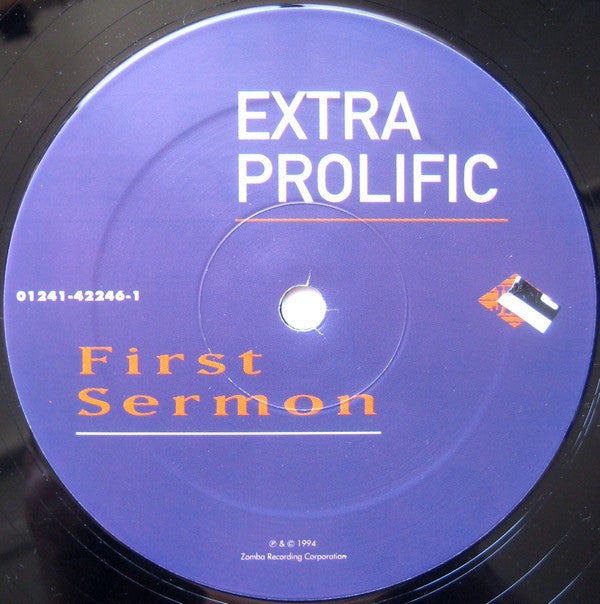 EXTRA
PROLIFIC
01241-42246-1
First
Sermon
℗ & © 1994
Zomba Recording Corporation